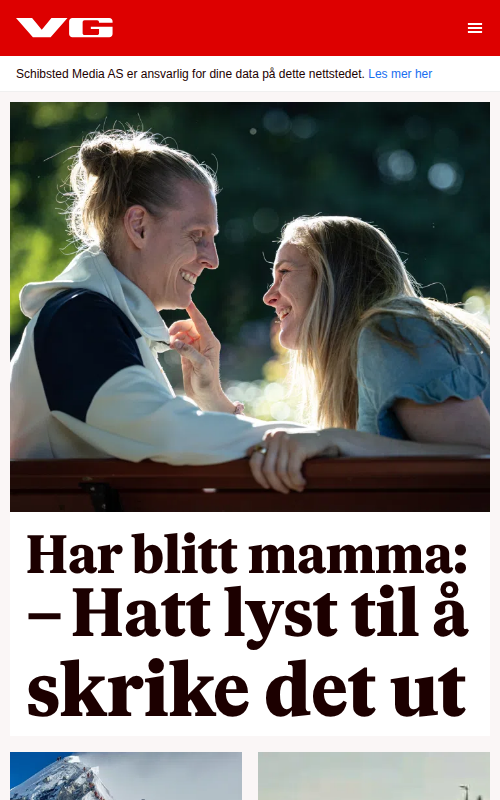 VG
Schibsted Media AS er ansvarlig for dine data på dette nettstedet. Les mer her
Har blitt mamma:
– Hatt lyst til å
skrike det ut